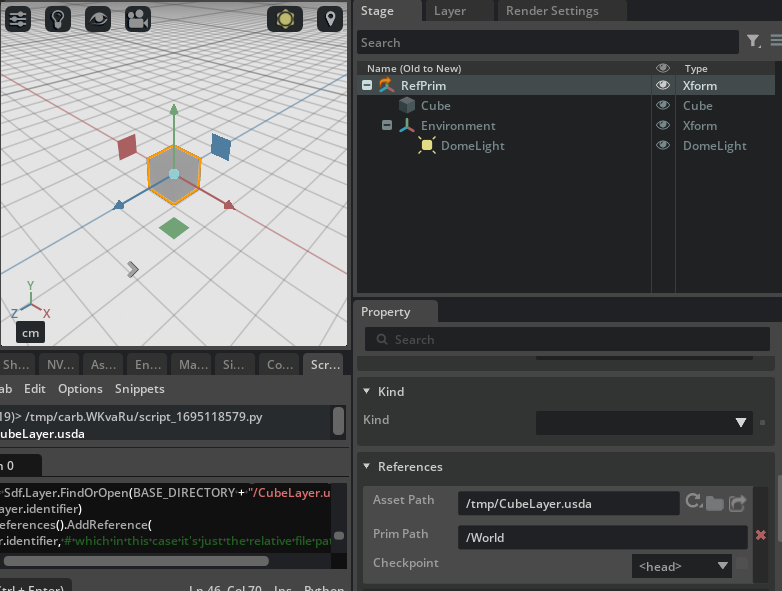 Y
Z X
cm
Stage Layer Render Settings
Search
Name (Old to New) Type
RefPrim Xform
Cube Cube
Environment Xform
DomeLight DomeLight
Property
Search
Kind
Kind
References
Asset Path /tmp/CubeLayer.usda
Prim Path /World
Checkpoint <head>
Sh... NV... As... En... Ma... Si... Co... Scr...
ab Edit Options Snippets
19)> /tmp/carb.WKvaRu/script_1695118579.py
ubeLayer.usda
n 0
Sdf.Layer.FindOrOpen(BASE_DIRECTORY + "/CubeLayer.u
ayer.identifier)
eferences().AddReference(
r.identifier, # which in this case it's just the relative file pat
Ctrl + Enter)
Ln 46, Col 70 Ins Python